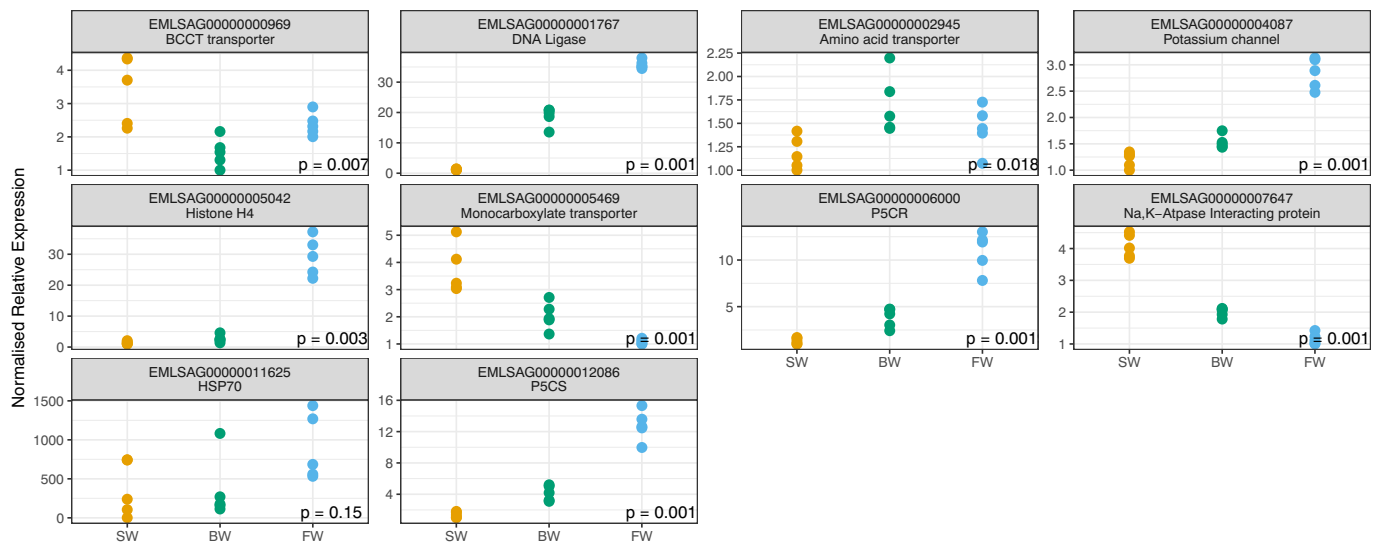 Normalised Relative Expression
EMLSAG00000000969
BCCT transporter
4
3
2
1
p = 0.007
EMLSAG00000001767
DNA Ligase
30
20
10
0
p = 0.001
EMLSAG00000002945
Amino acid transporter
2.25
2.00
1.75
1.50
1.25
1.00
p = 0.018
EMLSAG00000004087
Potassium channel
3.0
2.5
2.0
1.5
1.0
p = 0.001
EMLSAG00000005042
Histone H4
30
20
10
0
p = 0.003
EMLSAG00000005469
Monocarboxylate transporter
5
4
3
2
1
p = 0.001
EMLSAG00000006000
P5CR
10
5
p = 0.001
SW BW FW
EMLSAG00000007647
Na,K−Atpase Interacting protein
4
3
2
1
p = 0.001
SW BW FW
EMLSAG00000011625
HSP70
1500
1000
500
0
p = 0.15
SW BW FW
EMLSAG00000012086
P5CS
16
12
8
4
p = 0.001
SW BW FW